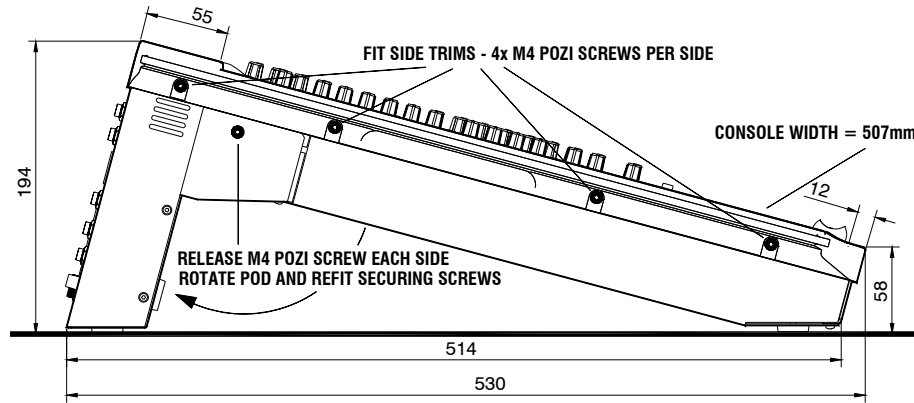 55
FIT SIDE TRIMS - 4x M4 POZI SCREWS PER SIDE
CONSOLE WIDTH = 507mm
194
12
RELEASE M4 POZI SCREW EACH SIDE
ROTATE POD AND REFIT SECURING SCREWS
58
514
530